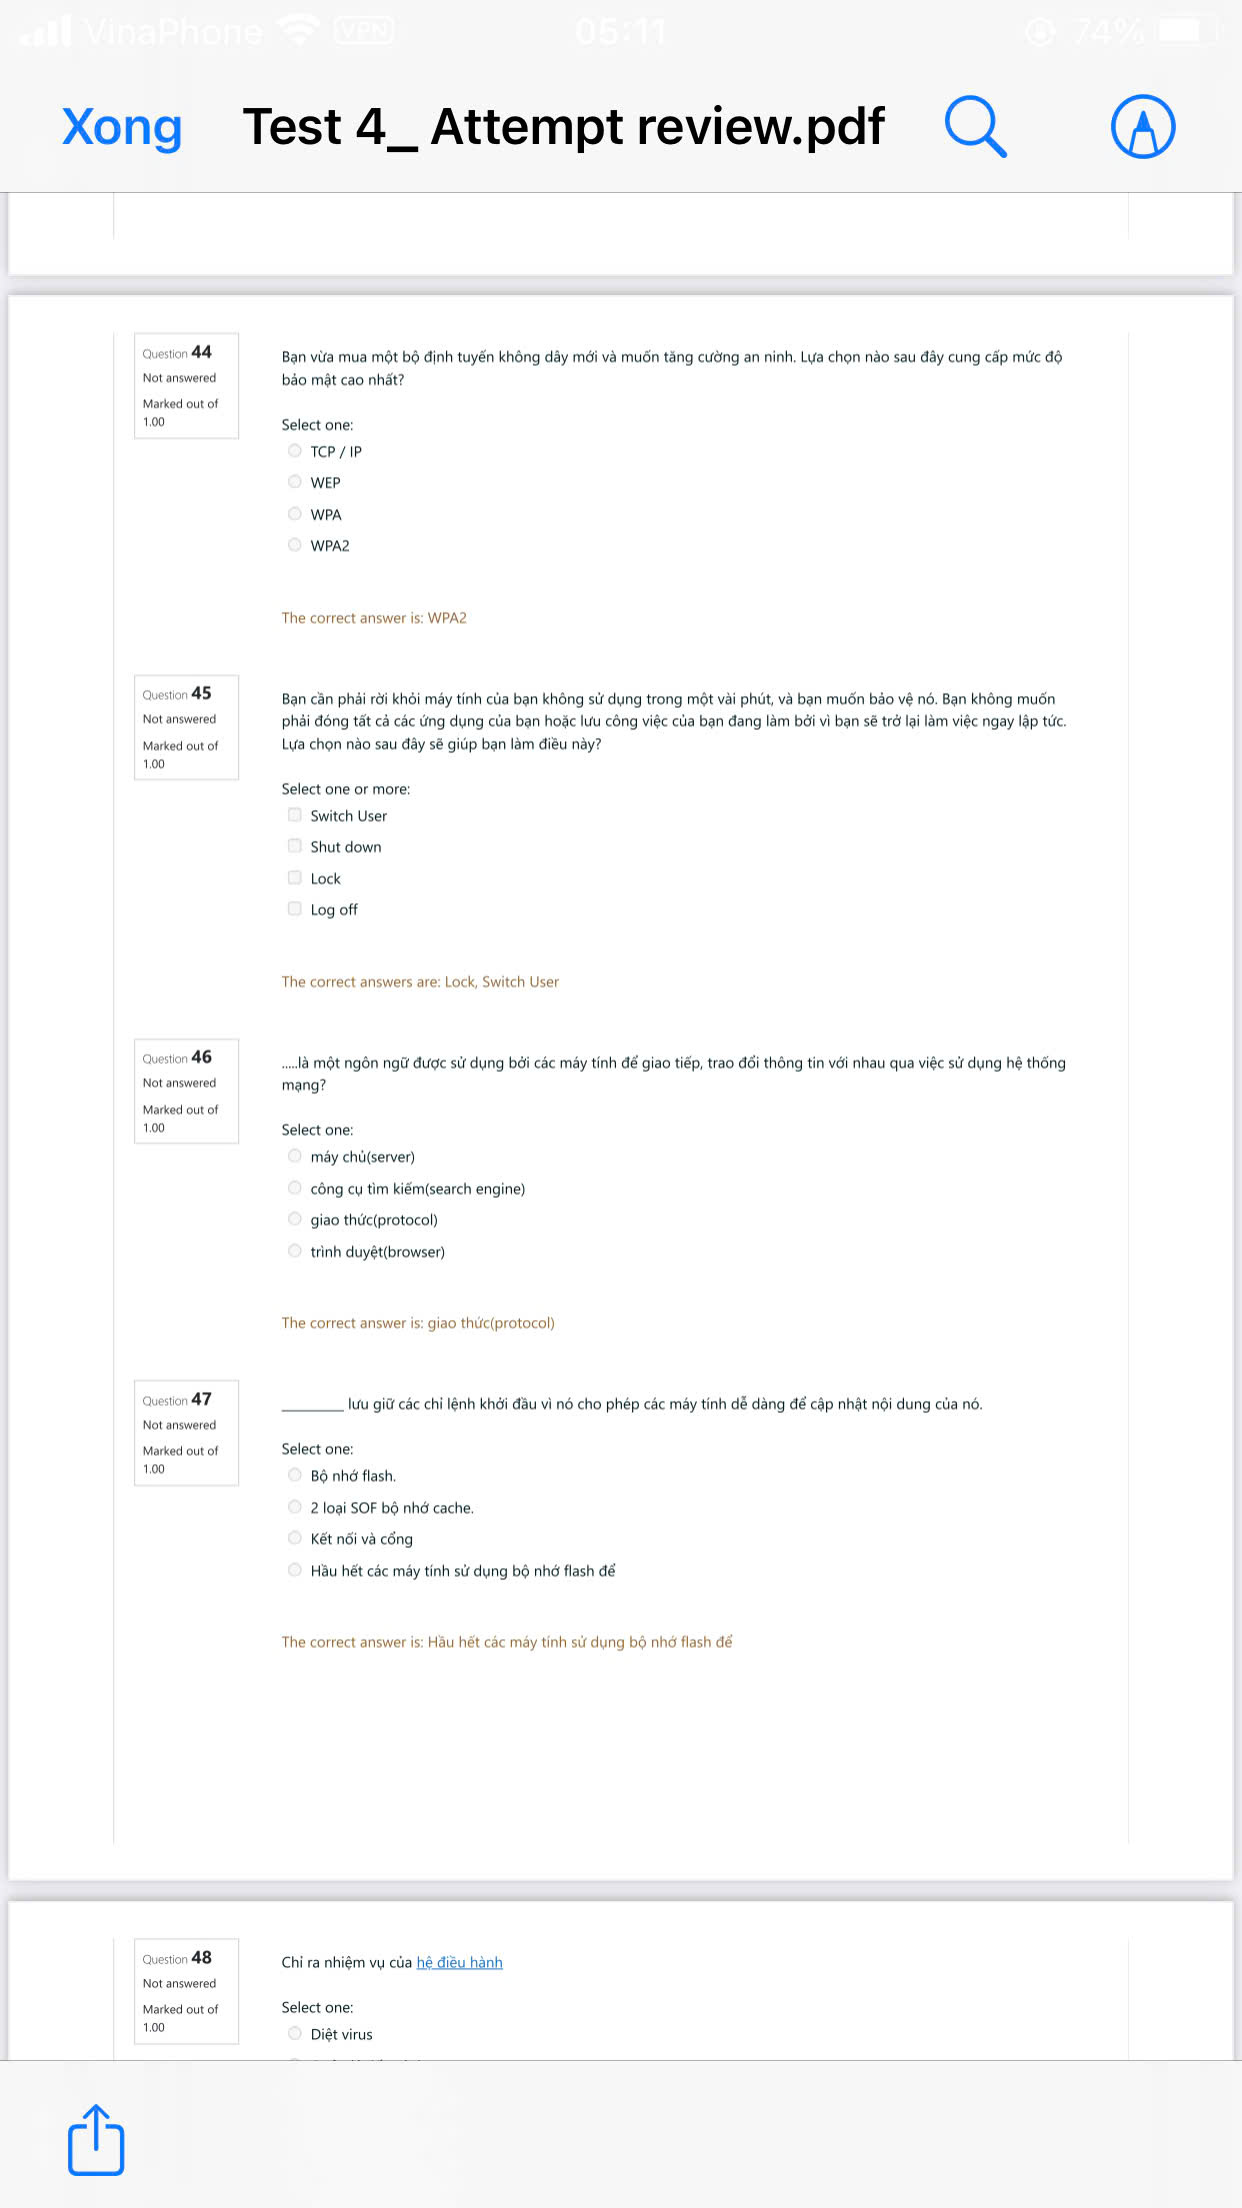 VinaPhone VPN 05:11 74%
Xong Test 4_ Attempt review.pdf
Question 44
Not answered
Marked out of
1.00
Bạn vừa mua một bộ định tuyến không dây mới và muốn tăng cường an ninh. Lựa chọn nào sau đây cung cấp mức độ
bảo mật cao nhất?
Select one:
TCP / IP
WEP
WPA
WPA2
The correct answer is: WPA2
Question 45
Not answered
Marked out of
1.00
Bạn cần phải rời khỏi máy tính của bạn không sử dụng trong một vài phút, và bạn muốn bảo vệ nó. Bạn không muốn
phải đóng tất cả các ứng dụng của bạn hoặc lưu công việc của bạn đang làm bởi vì bạn sẽ trở lại làm việc ngay lập tức.
Lựa chọn nào sau đây sẽ giúp bạn làm điều này?
Select one or more:
Switch User
Shut down
Lock
Log off
The correct answers are: Lock, Switch User
Question 46
Not answered
Marked out of
1.00
.....là một ngôn ngữ được sử dụng bởi các máy tính để giao tiếp, trao đổi thông tin với nhau qua việc sử dụng hệ thống
mạng?
Select one:
máy chủ(server)
công cụ tìm kiếm(search engine)
giao thức(protocol)
trình duyệt(browser)
The correct answer is: giao thức(protocol)
Question 47
Not answered
Marked out of
1.00
________ lưu giữ các chỉ lệnh khởi đầu vì nó cho phép các máy tính dễ dàng để cập nhật nội dung của nó.
Select one:
Bộ nhớ flash.
2 loại SOF bộ nhớ cache.
Kết nối và cổng
Hầu hết các máy tính sử dụng bộ nhớ flash để
The correct answer is: Hầu hết các máy tính sử dụng bộ nhớ flash để
Question 48
Not answered
Marked out of
1.00
Chỉ ra nhiệm vụ của hệ điều hành
Select one:
Diệt virus